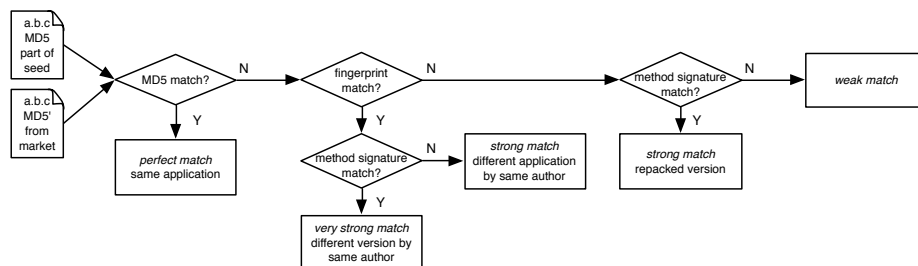 a.b.c
MD5
part of
seed
a.b.c
MD5'
from
market
MD5 match?
N
Y
perfect match
same application
fingerprint
match?
N
Y
method signature
match?
N
Y
strong match
different application
by same author
very strong match
different version by
same author
method signature
match?
N
Y
strong match
repacked version
weak match